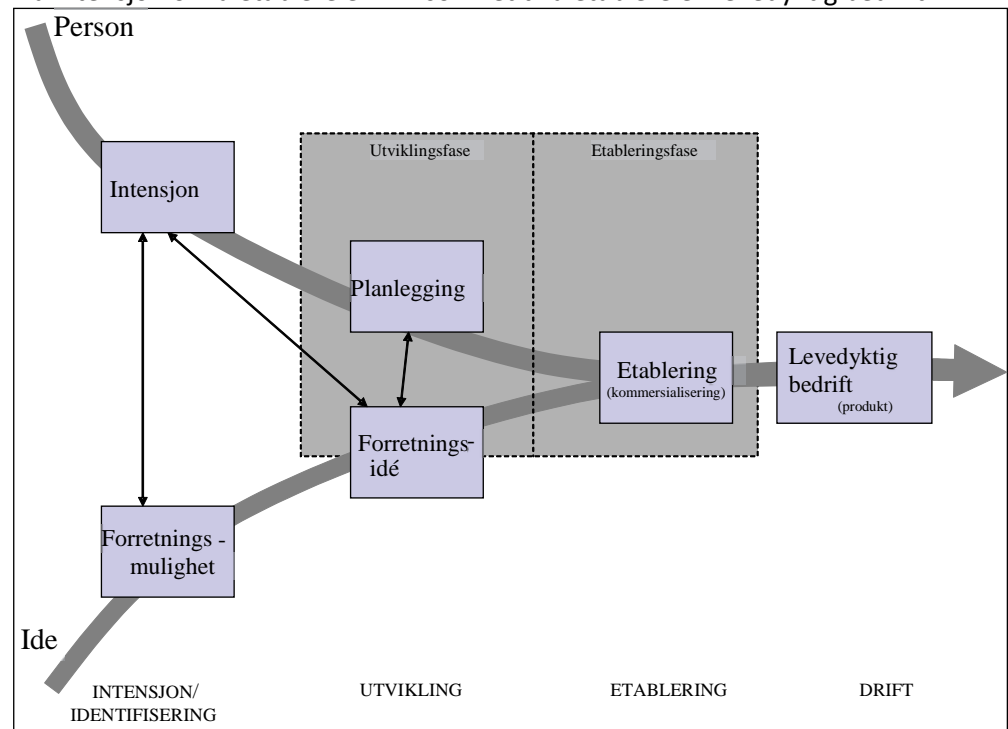 Person
Utviklingsfase
Etableringsfase
Intensjon
Planlegging
Etablering
(kommersialisering)
Levedyktig
bedrift
(produkt)
Forretnings-
idé
Forretnings -
mulighet
Ide
INTENSJON/
IDENTIFISERING
UTVIKLING
ETABLERING
DRIFT